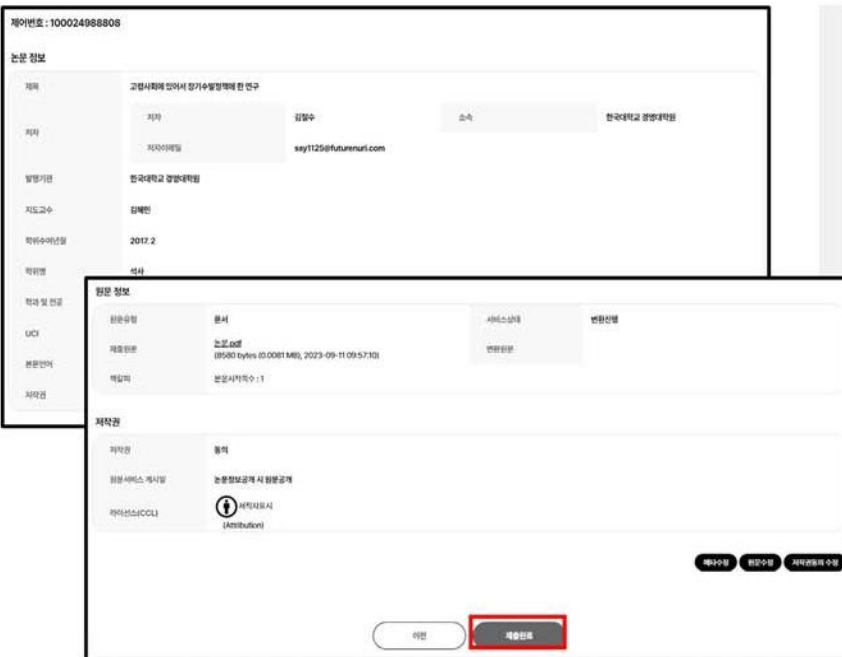 제어번호 : 100024988808
논문 정보
제목 고령사회에 있어서 장기수발정책에 한 연구
저자 저자 김철수 소속 한국대학교 경영대학원
저자이메일 ssy1125@futurenuri.com
발행기관 한국대학교 경영대학원
지도교수 김혜민
학위수여년월 2017. 2
학위명 석사
학과 및 전공
UCI
본문언어
저작권
원문 정보
원문유형 문서 서비스상태 변환진행
제출원문 논문.pdf 변환원문
(8580 bytes (0.0081 MB), 2023-09-11 09:57:10)
책갈피 본문시작쪽수 : 1
저작권
저작권 동의
원문서비스 게시일 논문정보공개 시 원문공개
라이선스(CCL) 저작자표시
(Attribution)
메타수정 원문수정 저작권동의 수정
이전 제출완료